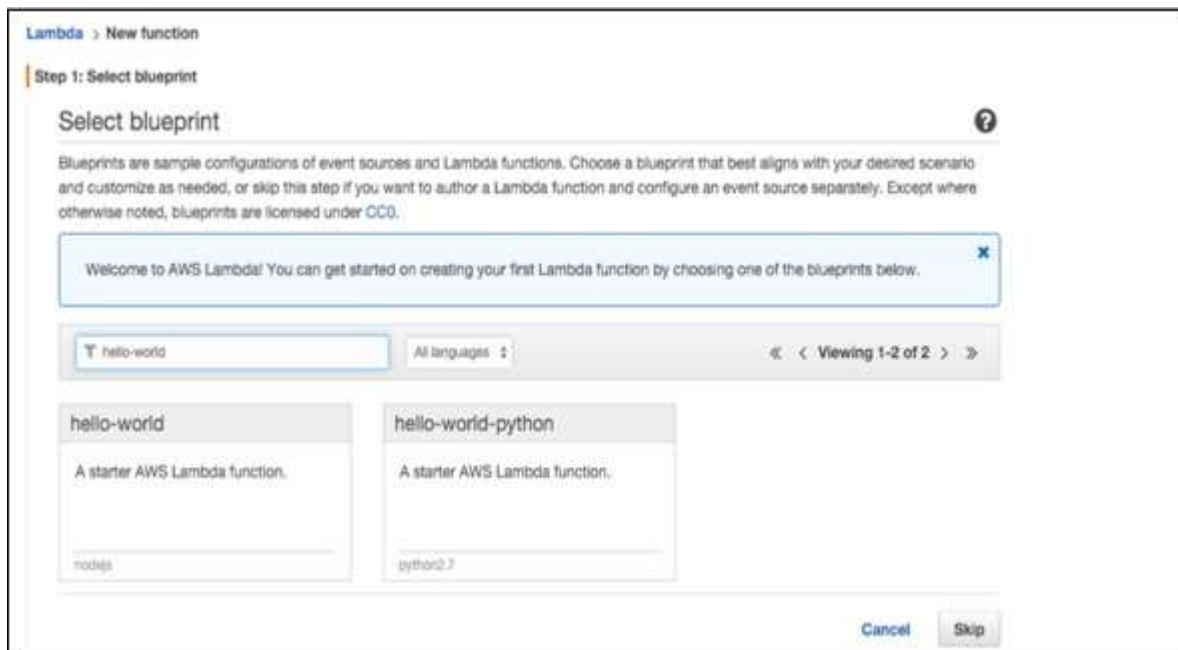 Lambda > New function
Step 1: Select blueprint
Select blueprint
Blueprints are sample configurations of event sources and Lambda functions. Choose a blueprint that best aligns with your desired scenario
and customize as needed, or skip this step if you want to author a Lambda function and configure an event source separately. Except where
otherwise noted, blueprints are licensed under CC0.
Welcome to AWS Lambda! You can get started on creating your first Lambda function by choosing one of the blueprints below.
hello-world All languages « < Viewing 1-2 of 2 > »
hello-world hello-world-python
A starter AWS Lambda function. A starter AWS Lambda function.
nodejs python2.7
Cancel Skip